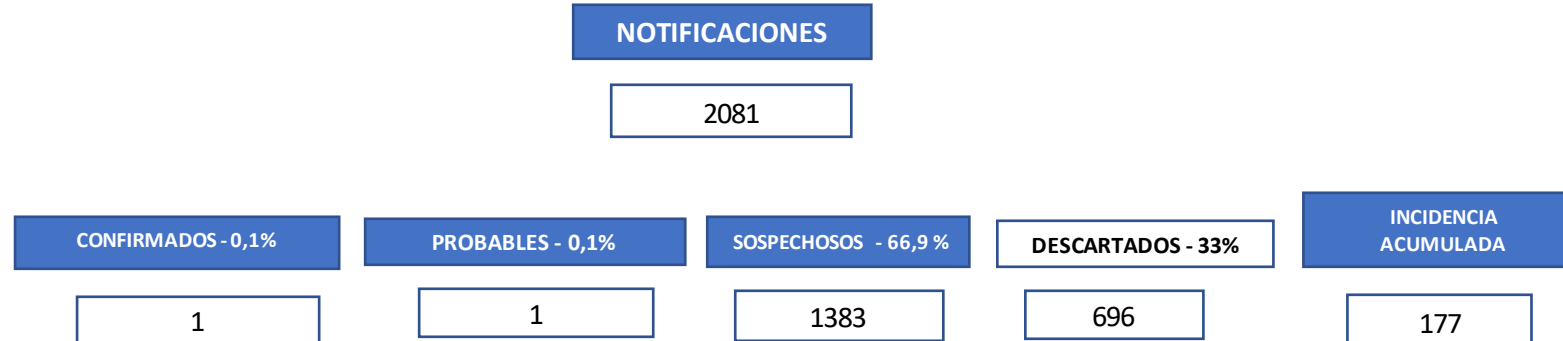 NOTIFICACIONES
2081
CONFIRMADOS - 0,1%
PROBABLES - 0,1%
SOSPECHOSOS - 66,9 %
DESCARTADOS - 33%
INCIDENCIA
ACUMULADA
1
1
1383
696
177